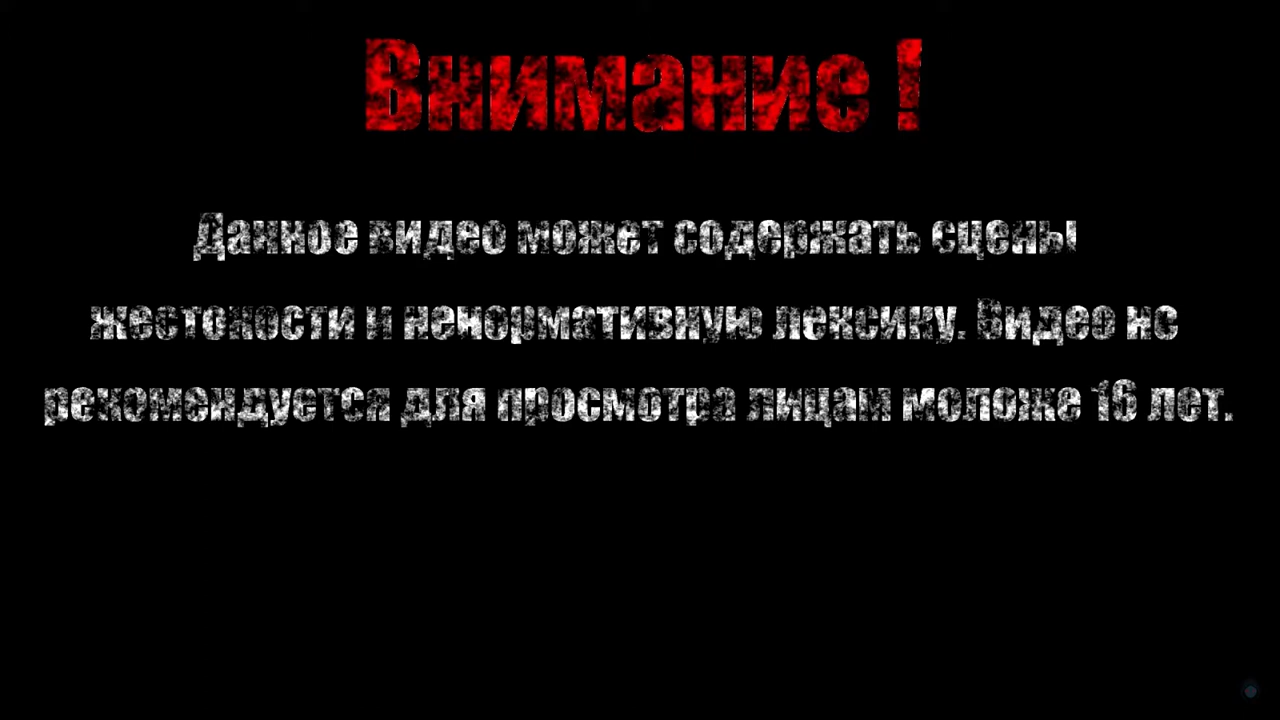 Внимание !
Данное видео может содержать сцены
жестокости и ненормативную лексику. Видео не
рекомендуется для просмотра лицам моложе 16 лет.